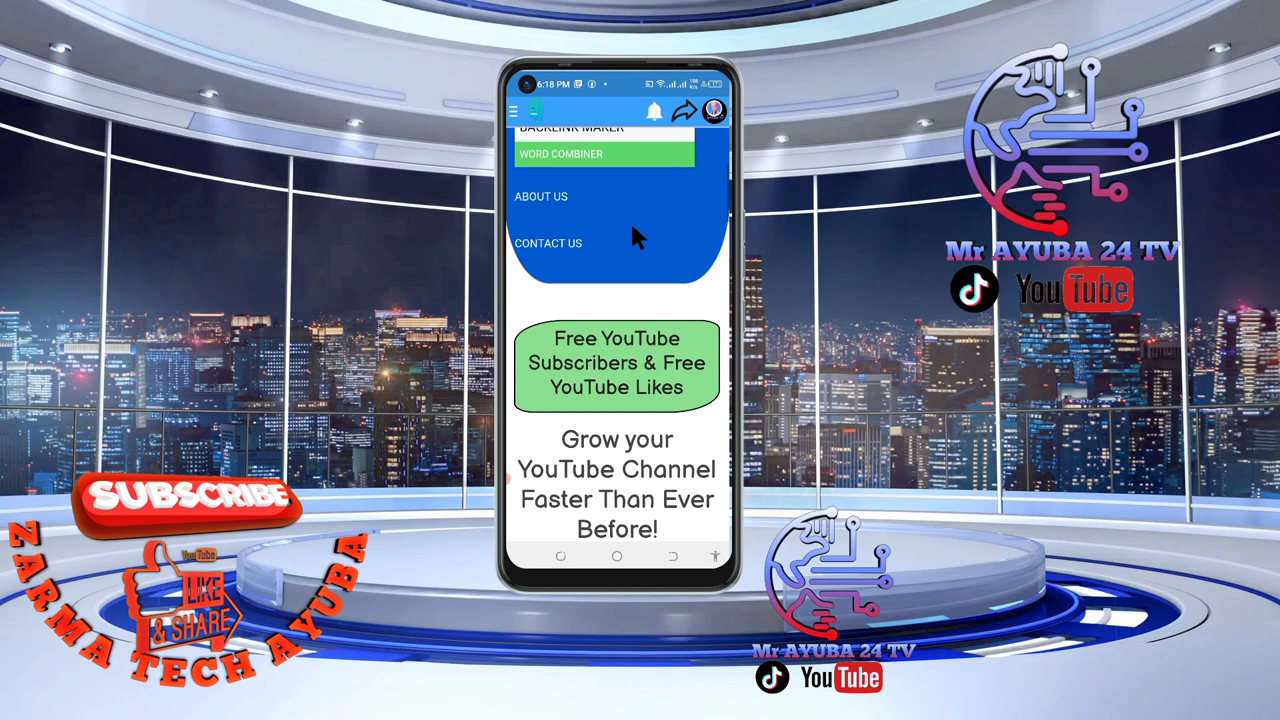 6:18 PM
BACKLINK MAKER
WORD COMBINER
ABOUT US
CONTACT US
Free YouTube
Subscribers & Free
YouTube Likes
Grow your
YouTube Channel
Faster Than Ever
Before!
Mr AYUBA 24 TV
YouTube
SUBSCRIBE
YouTube
LIKE
& SHARE
ZARMA TECH AYUBA
Mr AYUBA 24 TV
YouTube